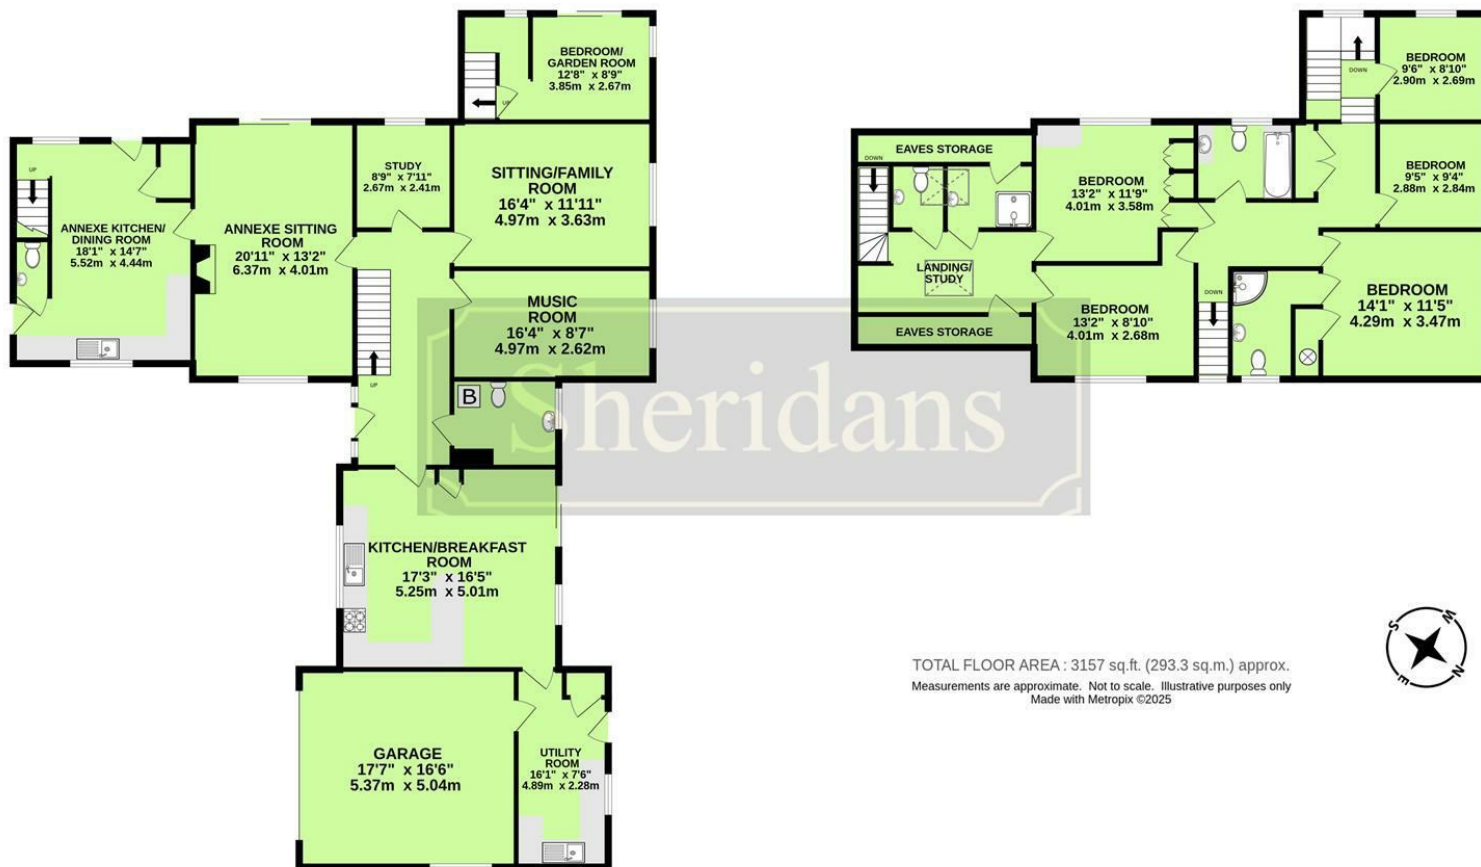 BEDROOM/
GARDEN ROOM
12'8" x 8'9"
3.85m x 2.67m
UP
UP
ANNEXE KITCHEN/
DINING ROOM
18'1" x 14'7"
5.52m x 4.44m
ANNEXE SITTING
ROOM
20'11" x 13'2"
6.37m x 4.01m
STUDY
8'9" x 7'11"
2.67m x 2.41m
SITTING/FAMILY
ROOM
16'4" x 11'11"
4.97m x 3.63m
MUSIC
ROOM
16'4" x 8'7"
4.97m x 2.62m
UP
B
KITCHEN/BREAKFAST
ROOM
17'3" x 16'5"
5.25m x 5.01m
GARAGE
17'7" x 16'6"
5.37m x 5.04m
UTILITY
ROOM
16'1" x 7'6"
4.89m x 2.28m
Sheridans
DOWN
BEDROOM
9'6" x 8'10"
2.90m x 2.69m
EAVES STORAGE
DOWN
BEDROOM
13'2" x 11'9"
4.01m x 3.58m
BEDROOM
9'5" x 9'4"
2.88m x 2.84m
LANDING/
STUDY
EAVES STORAGE
BEDROOM
13'2" x 8'10"
4.01m x 2.68m
DOWN
BEDROOM
14'1" x 11'5"
4.29m x 3.47m
TOTAL FLOOR AREA : 3157 sq.ft. (293.3 sq.m.) approx.
Measurements are approximate. Not to scale. Illustrative purposes only
Made with Metropix ©2025
S
W
E
N